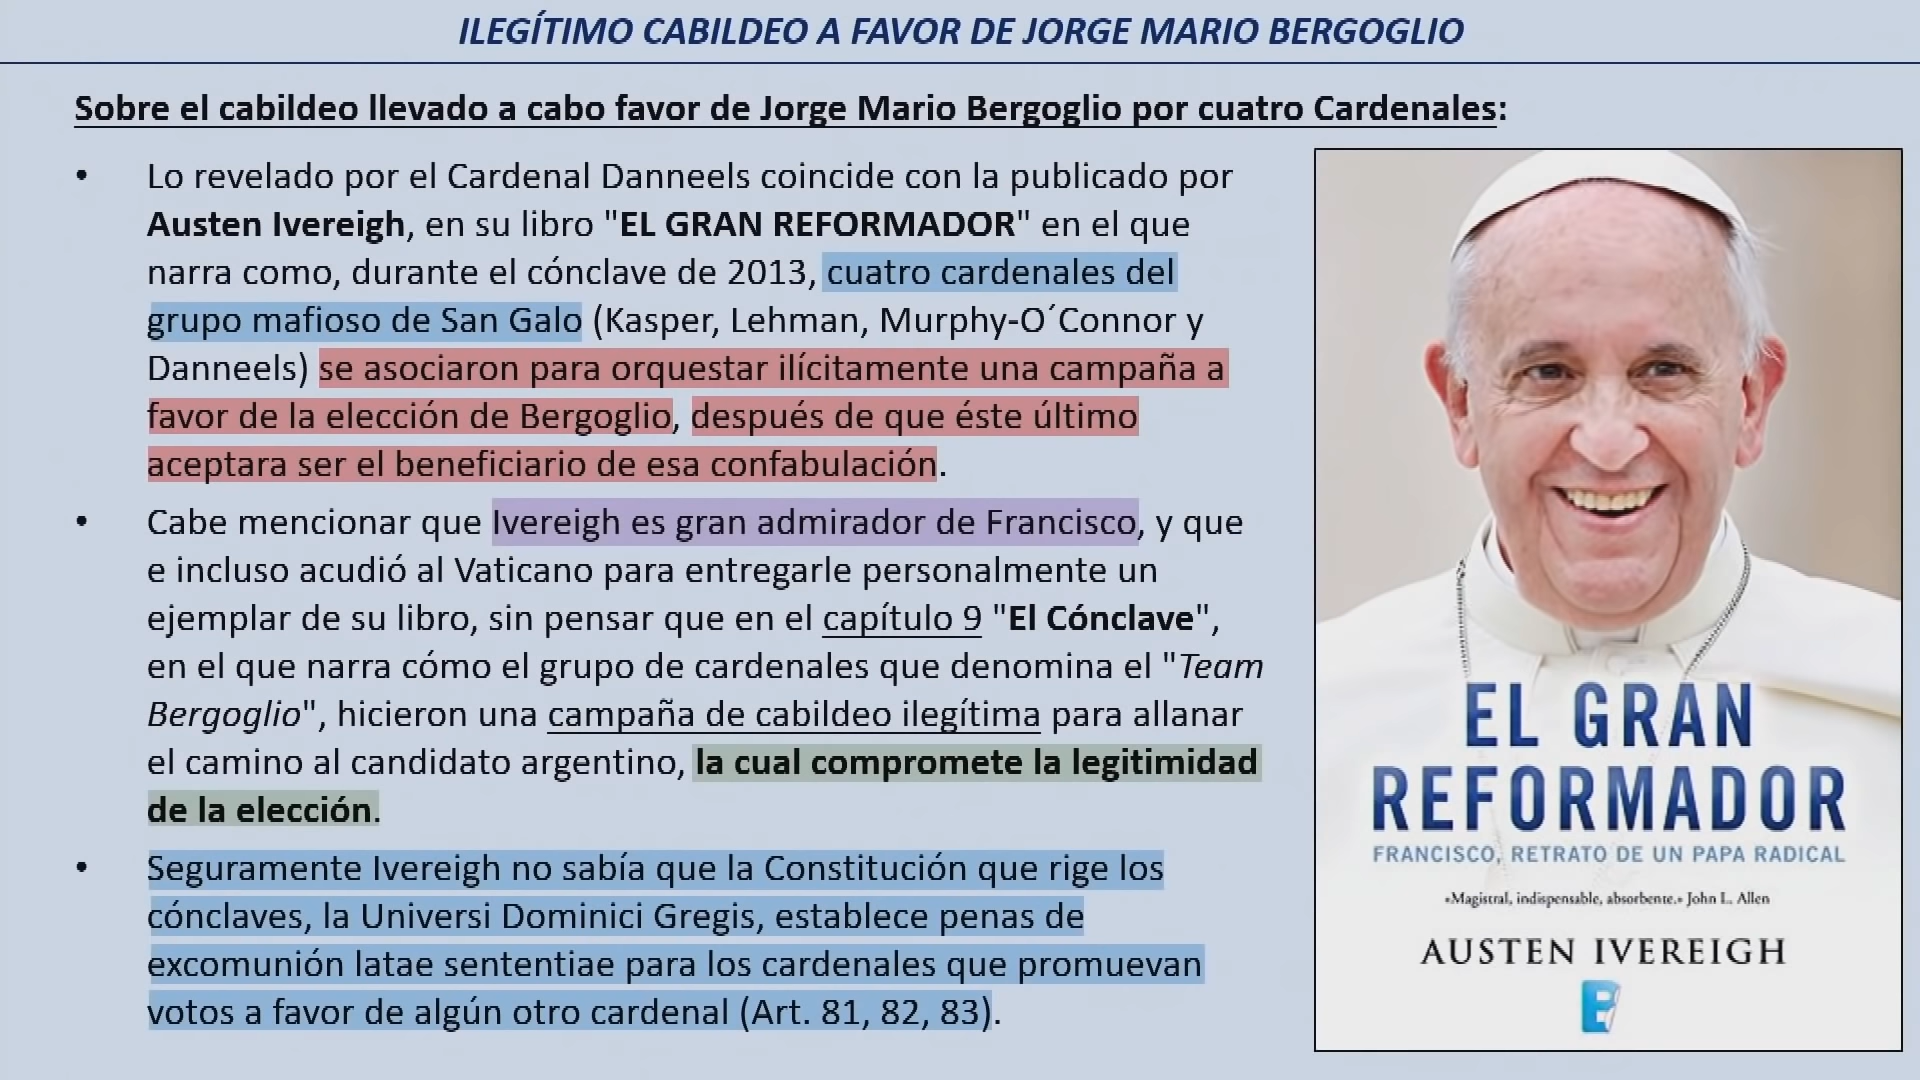 ILEGÍTIMO CABILDEO A FAVOR DE JORGE MARIO BERGOGLIO
Sobre el cabildeo llevado a cabo favor de Jorge Mario Bergoglio por cuatro Cardenales:
• Lo revelado por el Cardenal Danneels coincide con la publicado por
Austen Ivereigh, en su libro "EL GRAN REFORMADOR" en el que
narra como, durante el cónclave de 2013, cuatro cardenales del
grupo mafioso de San Galo (Kasper, Lehman, Murphy-O´Connor y
Danneels) se asociaron para orquestar ilícitamente una campaña a
favor de la elección de Bergoglio, después de que éste último
aceptara ser el beneficiario de esa confabulación.
• Cabe mencionar que Ivereigh es gran admirador de Francisco, y que
e incluso acudió al Vaticano para entregarle personalmente un
ejemplar de su libro, sin pensar que en el capítulo 9 "El Cónclave",
en el que narra cómo el grupo de cardenales que denomina el "Team
Bergoglio", hicieron una campaña de cabildeo ilegítima para allanar
el camino al candidato argentino, la cual compromete la legitimidad
de la elección.
• Seguramente Ivereigh no sabía que la Constitución que rige los
cónclaves, la Universi Dominici Gregis, establece penas de
excomunión latae sententiae para los cardenales que promuevan
votos a favor de algún otro cardenal (Art. 81, 82, 83).
EL GRAN
REFORMADOR
FRANCISCO, RETRATO DE UN PAPA RADICAL
«Magistral, indispensable, absorbente.» John L. Allen
AUSTEN IVEREIGH
B